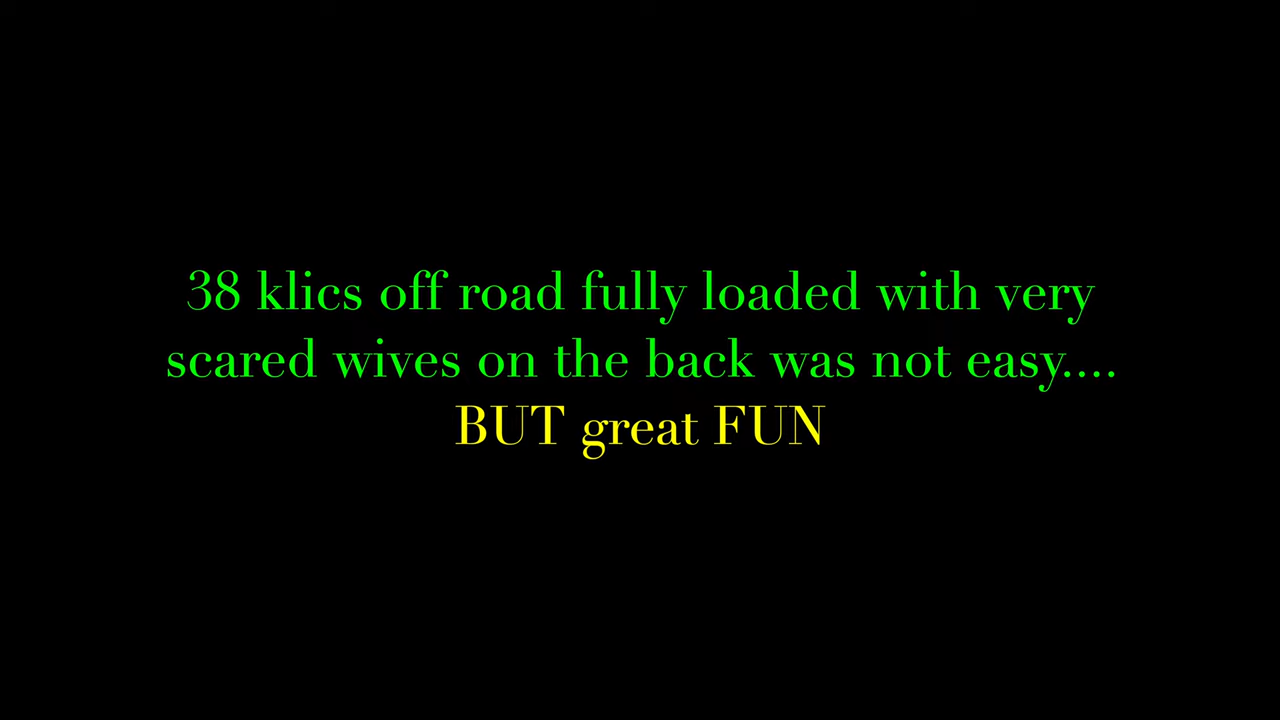 38 klics off road fully loaded with very
scared wives on the back was not easy....
BUT great FUN